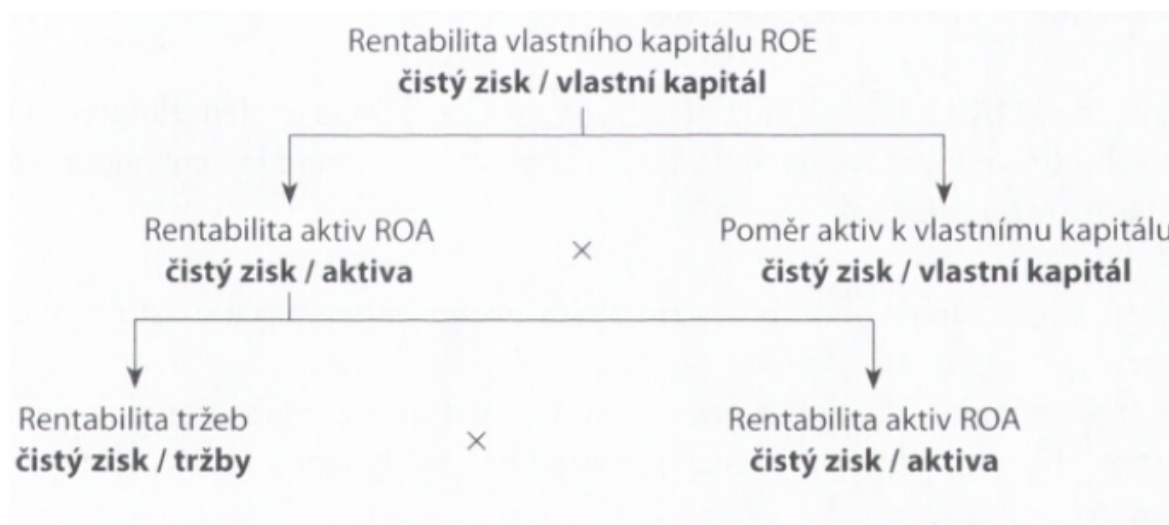 Rentabilita vlastního kapitálu ROE
čistý zisk / vlastní kapitál
Rentabilita aktiv ROA
čistý zisk / aktiva
×
Poměr aktiv k vlastnímu kapitálu
čistý zisk / vlastní kapitál
Rentabilita tržeb
čistý zisk / tržby
×
Rentabilita aktiv ROA
čistý zisk / aktiva